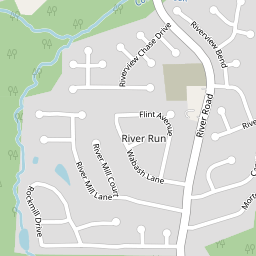 Riverview Chase Drive
Riverview Bend
River Road
Flint Avenue
River Run
Wabash Lane
River Mill Court
River Mill Lane
Rockmill Drive